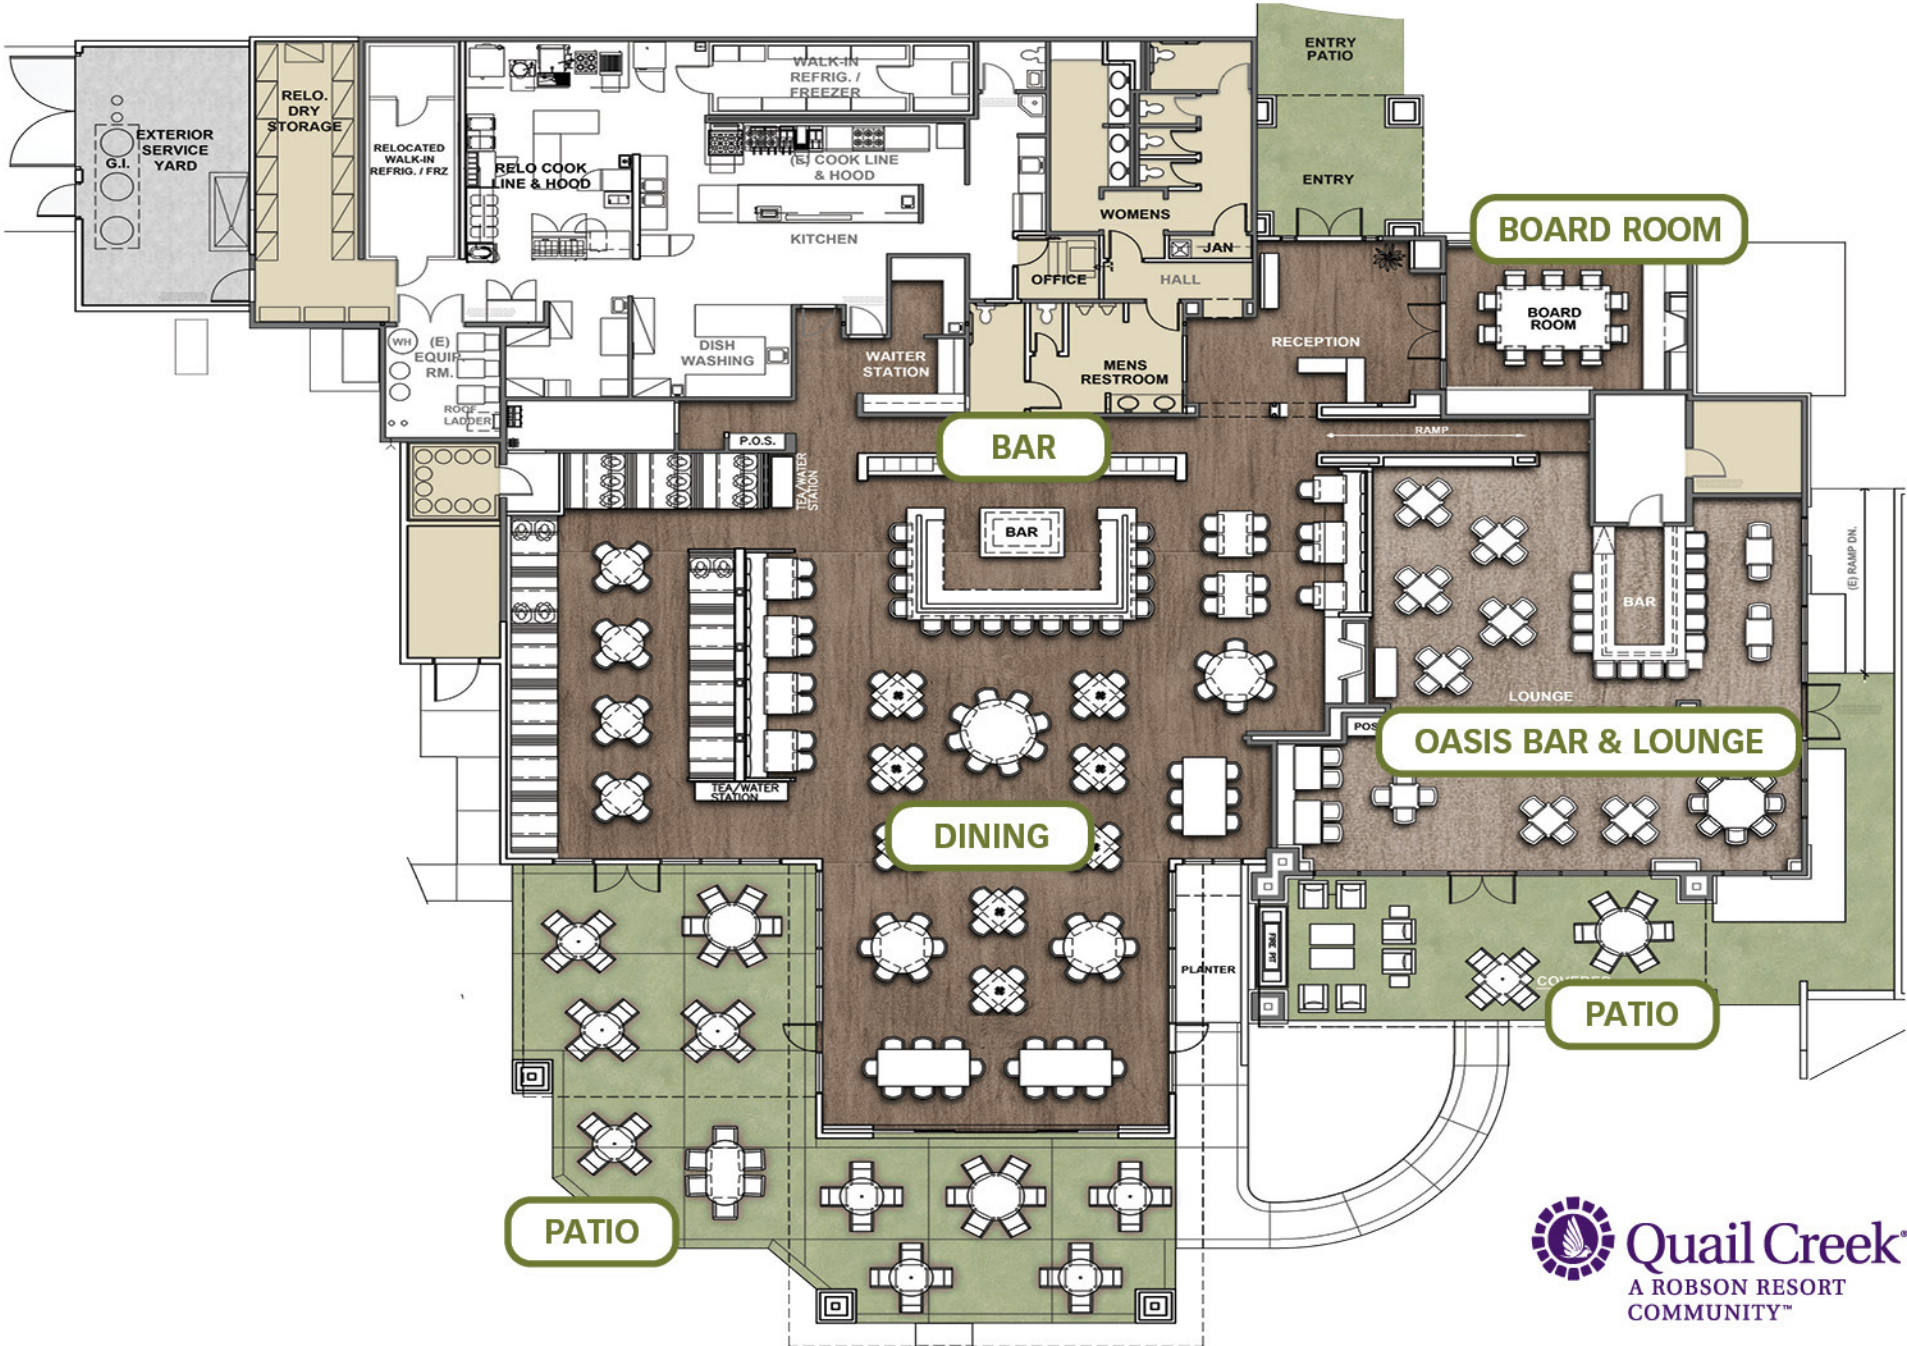 ENTRY
PATIO
EXTERIOR
SERVICE
YARD
G.I.
RELO.
DRY
STORAGE
RELOCATED
WALK-IN
REFRIG. / FRZ
RELO COOK
LINE & HOOD
WALK-IN
REFRIG. /
FREEZER
(E) COOK LINE
& HOOD
KITCHEN
WOMENS
JAN
OFFICE
HALL
ENTRY
BOARD ROOM
BOARD
ROOM
WH
(E)
EQUIP.
RM.
ROOF
LADDER
DISH
WASHING
WAITER
STATION
MENS
RESTROOM
RECEPTION
RAMP
P.O.S.
TEA/WATER
STATION
BAR
BAR
BAR
(E) RAMP DN.
LOUNGE
POS
OASIS BAR & LOUNGE
TEA/WATER
STATION
DINING
PLANTER
FIRE PIT
COVERED
PATIO
PATIO
Quail Creek®
A ROBSON RESORT
COMMUNITY™